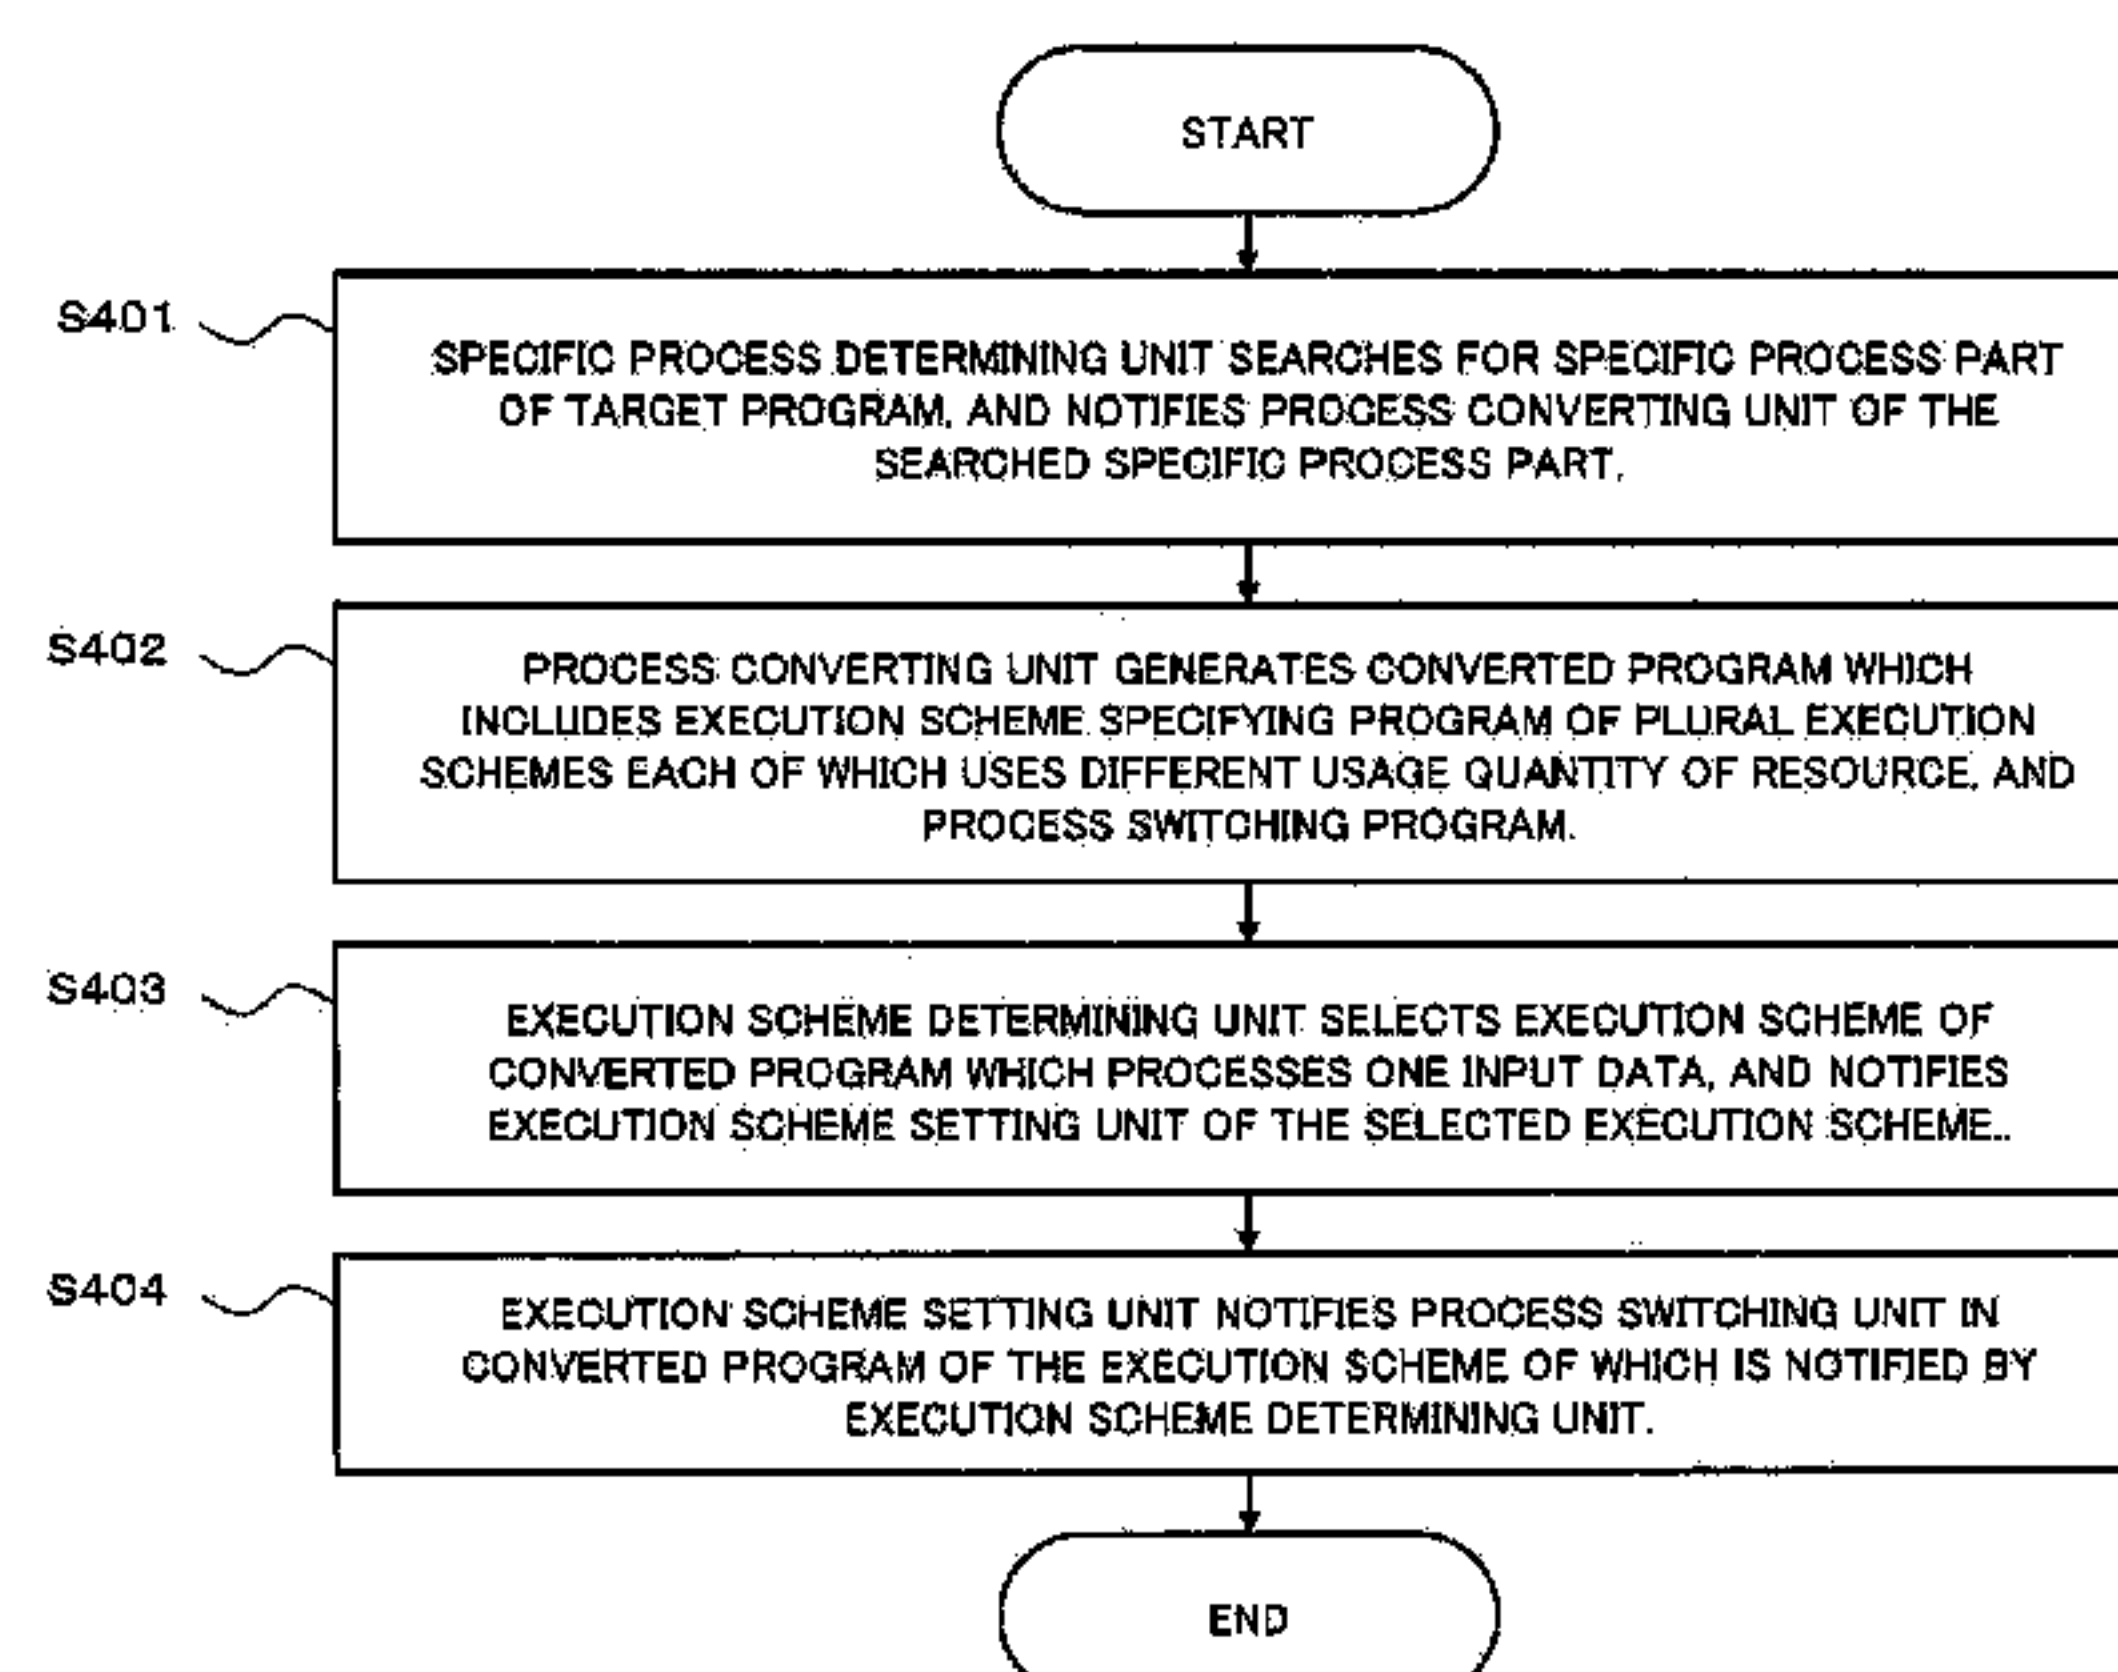 START
S401
SPECIFIC PROCESS DETERMINING UNIT SEARCHES FOR SPECIFIC PROCESS PART
OF TARGET PROGRAM, AND NOTIFIES PROCESS CONVERTING UNIT OF THE
SEARCHED SPECIFIC PROCESS PART.
S402
PROCESS CONVERTING UNIT GENERATES CONVERTED PROGRAM WHICH
INCLUDES EXECUTION SCHEME SPECIFYING PROGRAM OF PLURAL EXECUTION
SCHEMES EACH OF WHICH USES DIFFERENT USAGE QUANTITY OF RESOURCE, AND
PROCESS SWITCHING PROGRAM.
S403
EXECUTION SCHEME DETERMINING UNIT SELECTS EXECUTION SCHEME OF
CONVERTED PROGRAM WHICH PROCESSES ONE INPUT DATA, AND NOTIFIES
EXECUTION SCHEME SETTING UNIT OF THE SELECTED EXECUTION SCHEME..
S404
EXECUTION SCHEME SETTING UNIT NOTIFIES PROCESS SWITCHING UNIT IN
CONVERTED PROGRAM OF THE EXECUTION SCHEME OF WHICH IS NOTIFIED BY
EXECUTION SCHEME DETERMINING UNIT.
END